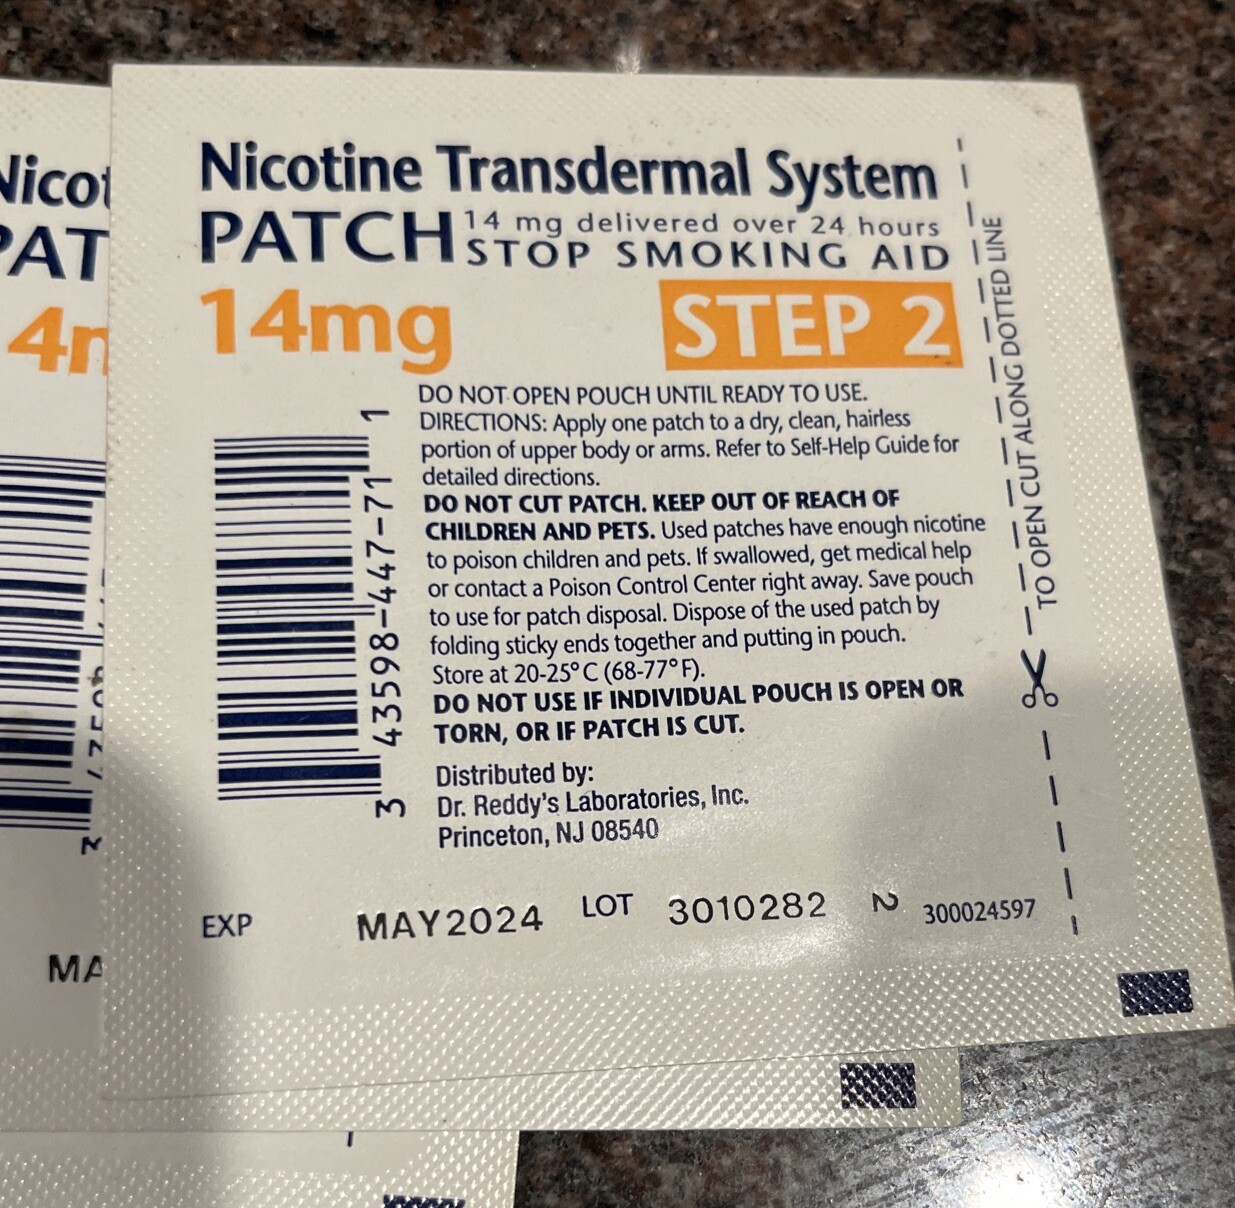 Nicotine Transdermal System
PATCH 14 mg delivered over 24 hours
STOP SMOKING AID
14mg STEP 2
DO NOT OPEN POUCH UNTIL READY TO USE.
DIRECTIONS: Apply one patch to a dry, clean, hairless
portion of upper body or arms. Refer to Self-Help Guide for
detailed directions.
DO NOT CUT PATCH. KEEP OUT OF REACH OF
CHILDREN AND PETS. Used patches have enough nicotine
to poison children and pets. If swallowed, get medical help
or contact a Poison Control Center right away. Save pouch
to use for patch disposal. Dispose of the used patch by
folding sticky ends together and putting in pouch.
Store at 20-25°C (68-77°F).
DO NOT USE IF INDIVIDUAL POUCH IS OPEN OR
TORN, OR IF PATCH IS CUT.
Distributed by:
Dr. Reddy's Laboratories, Inc.
Princeton, NJ 08540
3 43598-447-71 1
EXP MAY2024 LOT 3010282 2 300024597
TO OPEN CUT ALONG DOTTED LINE
Nicot
PAT
4m
MA